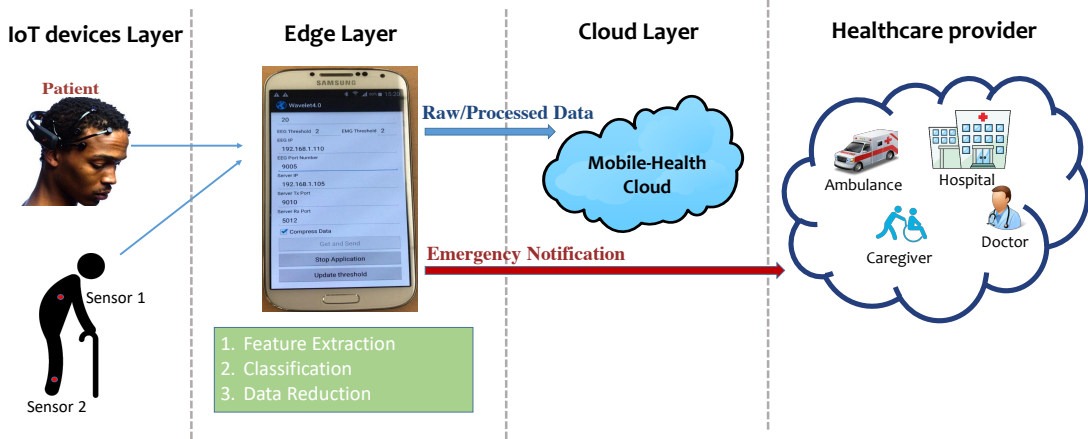 IoT devices Layer
Edge Layer
Cloud Layer
Healthcare provider
Patient
Sensor 1
Sensor 2
SAMSUNG
13:20
Wavelet4.0
20
EEG Threshold 2 EMG Threshold 2
EEG IP
192.168.1.110
EEG Port Number
9005
Server IP
192.168.1.105
Server Tx Port
9010
Server Rx Port
5012
Compress Data
Get and Send
Stop Application
Update threshold
1. Feature Extraction
2. Classification
3. Data Reduction
Raw/Processed Data
Emergency Notification
Mobile-Health
Cloud
Ambulance
Hospital
Caregiver
Doctor